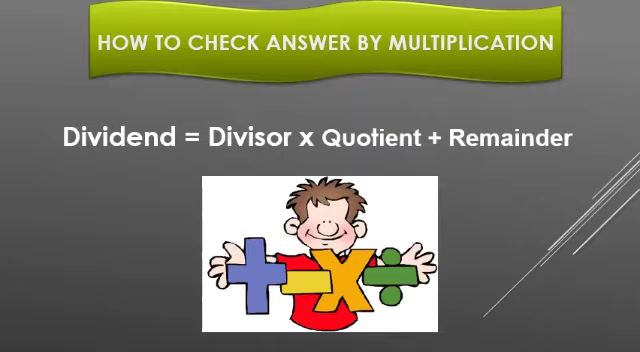 HOW TO CHECK ANSWER BY MULTIPLICATION
Dividend = Divisor x Quotient + Remainder
+ − X ÷